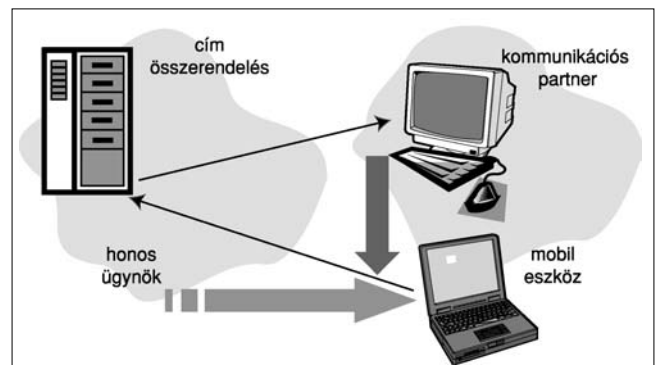 cím
összerendelés
kommunikációs
partner
honos
ügynök
mobil
eszköz